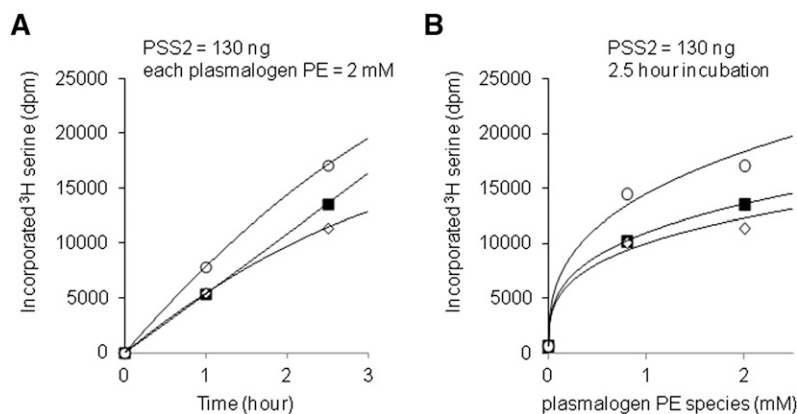 A
PSS2 = 130 ng
each plasmalogen PE = 2 mM
Incorporated ³H serine (dpm)
25000
20000
15000
10000
5000
0
0 1 2 3
Time (hour)
B
PSS2 = 130 ng
2.5 hour incubation
Incorporated ³H serine (dpm)
25000
20000
15000
10000
5000
0
0 1 2
plasmalogen PE species (mM)